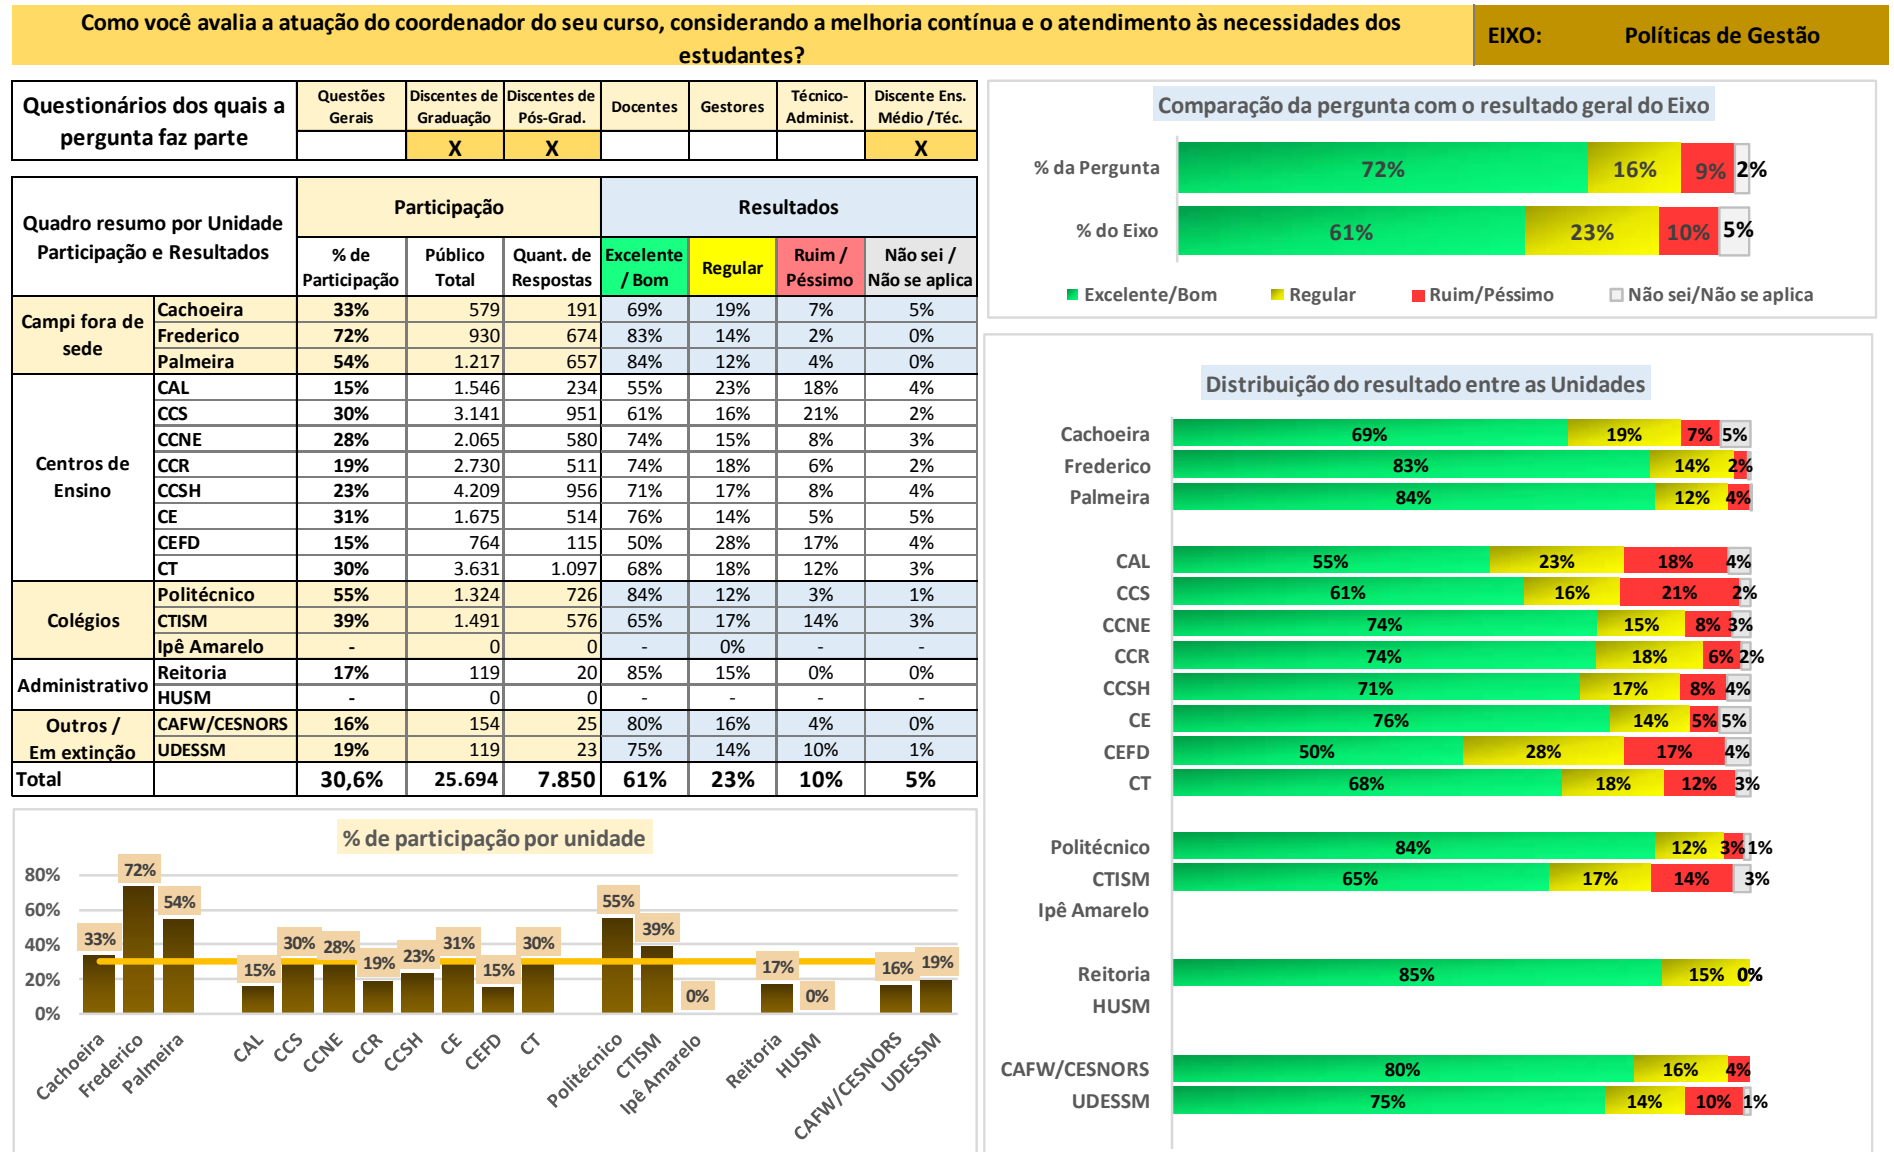 Como você avalia a atuação do coordenador do seu curso, considerando a melhoria contínua e o atendimento às necessidades dos
estudantes?
EIXO: Políticas de Gestão
Questionários dos quais a
pergunta faz parte
Questões
Gerais
Discentes de
Graduação
Discentes de
Pós-Grad.
Docentes
Gestores
Técnico-
Administ.
Discente Ens.
Médio /Téc.
X X X
Quadro resumo por Unidade
Participação e Resultados
Participação
Resultados
% de
Participação
Público
Total
Quant. de
Respostas
Excelente
/ Bom
Regular
Ruim /
Péssimo
Não sei /
Não se aplica
Campi fora de
sede
Cachoeira 33% 579 191 69% 19% 7% 5%
Frederico 72% 930 674 83% 14% 2% 0%
Palmeira 54% 1.217 657 84% 12% 4% 0%
Centros de
Ensino
CAL 15% 1.546 234 55% 23% 18% 4%
CCS 30% 3.141 951 61% 16% 21% 2%
CCNE 28% 2.065 580 74% 15% 8% 3%
CCR 19% 2.730 511 74% 18% 6% 2%
CCSH 23% 4.209 956 71% 17% 8% 4%
CE 31% 1.675 514 76% 14% 5% 5%
CEFD 15% 764 115 50% 28% 17% 4%
CT 30% 3.631 1.097 68% 18% 12% 3%
Colégios
Politécnico 55% 1.324 726 84% 12% 3% 1%
CTISM 39% 1.491 576 65% 17% 14% 3%
Ipê Amarelo - 0 0 - 0% - -
Administrativo
Reitoria 17% 119 20 85% 15% 0% 0%
HUSM - 0 0 - - - -
Outros /
Em extinção
CAFW/CESNORS 16% 154 25 80% 16% 4% 0%
UDESSM 19% 119 23 75% 14% 10% 1%
Total 30,6% 25.694 7.850 61% 23% 10% 5%
% de participação por unidade
80%
60%
40%
20%
0%
33% 72% 54% 15% 30% 28% 19% 23% 31% 15% 30% 55% 39% 0% 17% 0% 16% 19%
Cachoeira Frederico Palmeira CAL CCS CCNE CCR CCSH CE CEFD CT Politécnico CTISM Ipê Amarelo Reitoria HUSM CAFW/CESNORS UDESSM
Comparação da pergunta com o resultado geral do Eixo
% da Pergunta 72% 16% 9% 2%
% do Eixo 61% 23% 10% 5%
Excelente/Bom Regular Ruim/Péssimo Não sei/Não se aplica
Distribuição do resultado entre as Unidades
Cachoeira 69% 19% 7% 5%
Frederico 83% 14% 2%
Palmeira 84% 12% 4%
CAL 55% 23% 18% 4%
CCS 61% 16% 21% 2%
CCNE 74% 15% 8% 3%
CCR 74% 18% 6% 2%
CCSH 71% 17% 8% 4%
CE 76% 14% 5% 5%
CEFD 50% 28% 17% 4%
CT 68% 18% 12% 3%
Politécnico 84% 12% 3% 1%
CTISM 65% 17% 14% 3%
Ipê Amarelo
Reitoria 85% 15% 0%
HUSM
CAFW/CESNORS 80% 16% 4%
UDESSM 75% 14% 10% 1%